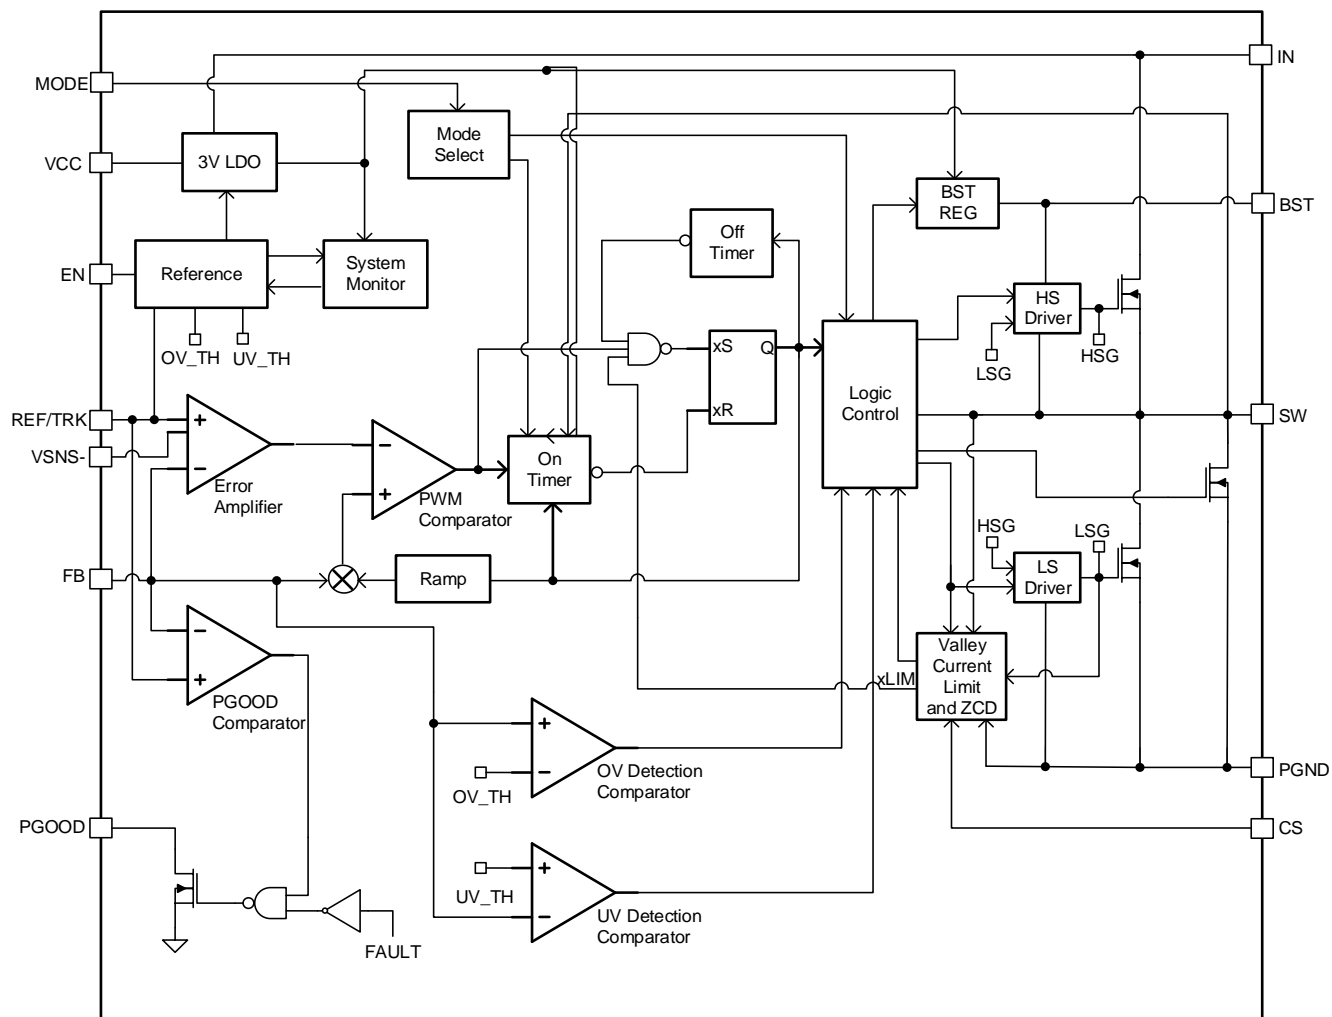 IN
MODE
Mode
Select
VCC
3V LDO
BST
REG
BST
Off
Timer
EN
Reference
System
Monitor
HS
Driver
OV_TH
UV_TH
LSG
HSG
xS
Q
xR
Logic
Control
REF/TRK
VSNS-
+
−
Error
Amplifier
−
+
PWM
Comparator
On
Timer
SW
HSG
LSG
FB
Ramp
LS
Driver
−
+
PGOOD
Comparator
xLIM
Valley
Current
Limit
and ZCD
+
−
OV_TH
OV Detection
Comparator
PGND
PGOOD
CS
+
−
UV_TH
UV Detection
Comparator
FAULT